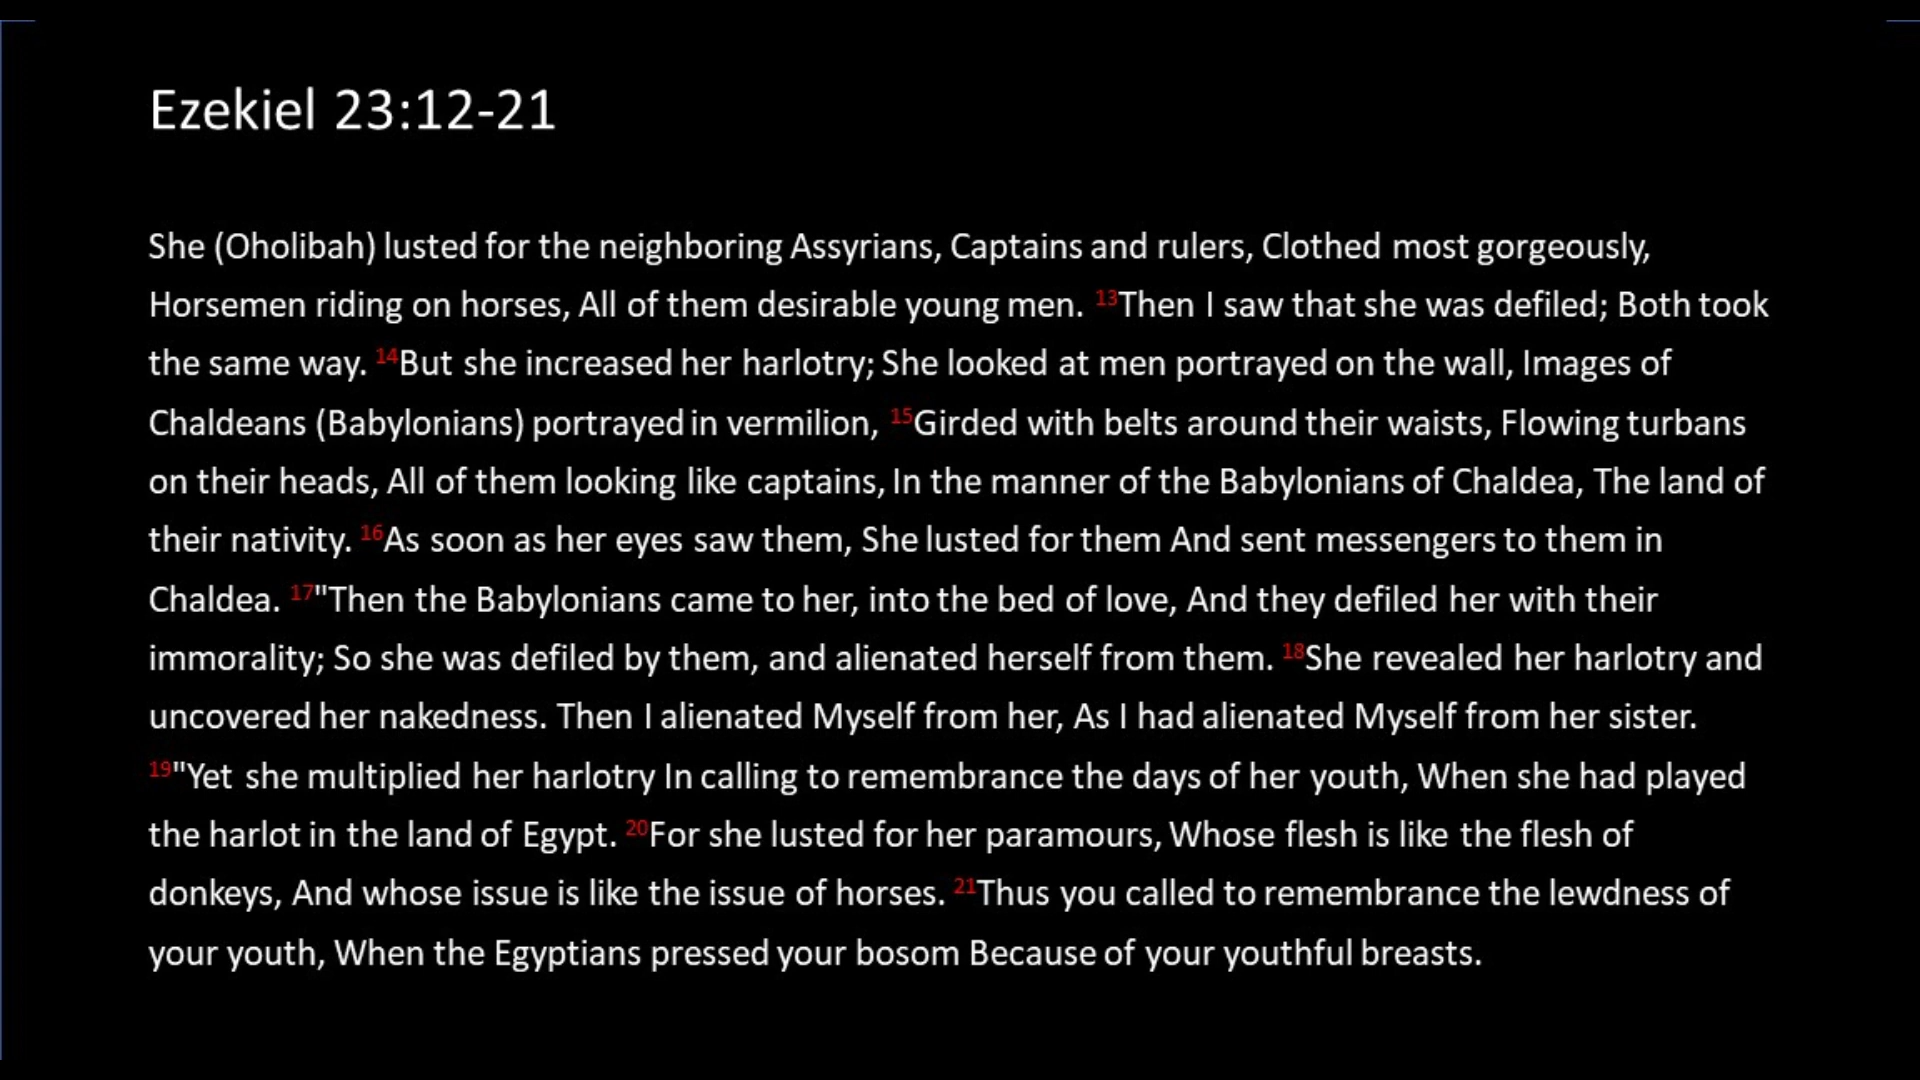 Ezekiel 23:12-21
She (Oholibah) lusted for the neighboring Assyrians, Captains and rulers, Clothed most gorgeously,
Horsemen riding on horses, All of them desirable young men. 13Then I saw that she was defiled; Both took
the same way. 14But she increased her harlotry; She looked at men portrayed on the wall, Images of
Chaldeans (Babylonians) portrayed in vermilion, 15Girded with belts around their waists, Flowing turbans
on their heads, All of them looking like captains, In the manner of the Babylonians of Chaldea, The land of
their nativity. 16As soon as her eyes saw them, She lusted for them And sent messengers to them in
Chaldea. 17"Then the Babylonians came to her, into the bed of love, And they defiled her with their
immorality; So she was defiled by them, and alienated herself from them. 18She revealed her harlotry and
uncovered her nakedness. Then I alienated Myself from her, As I had alienated Myself from her sister.
19"Yet she multiplied her harlotry In calling to remembrance the days of her youth, When she had played
the harlot in the land of Egypt. 20For she lusted for her paramours, Whose flesh is like the flesh of
donkeys, And whose issue is like the issue of horses. 21Thus you called to remembrance the lewdness of
your youth, When the Egyptians pressed your bosom Because of your youthful breasts.